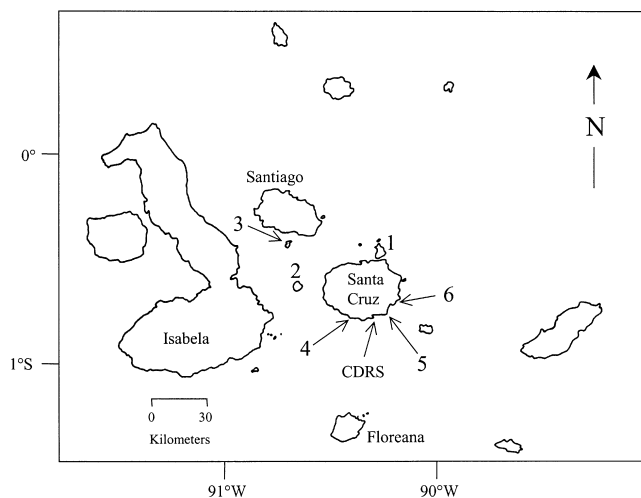 N
0°
Santiago
3
1
2
Santa
Cruz
6
Isabela
4
5
1°S
CDRS
0 30
Kilometers
Floreana
91°W
90°W